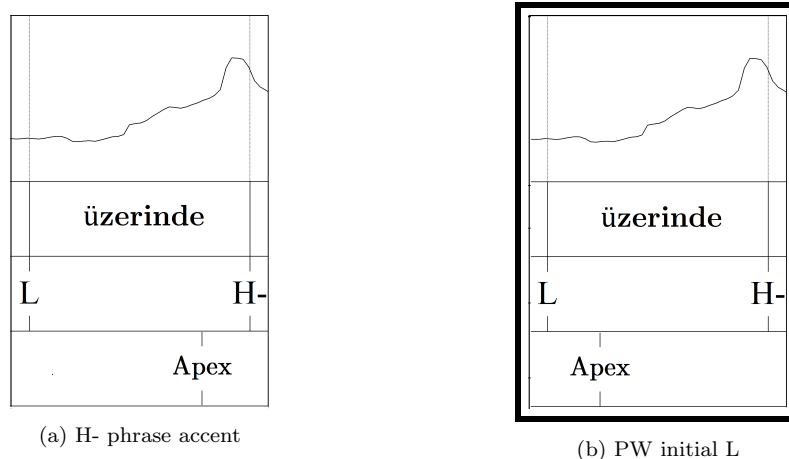 üzerinde
L H-
Apex
(a) H- phrase accent
üzerinde
L H-
Apex
(b) PW initial L